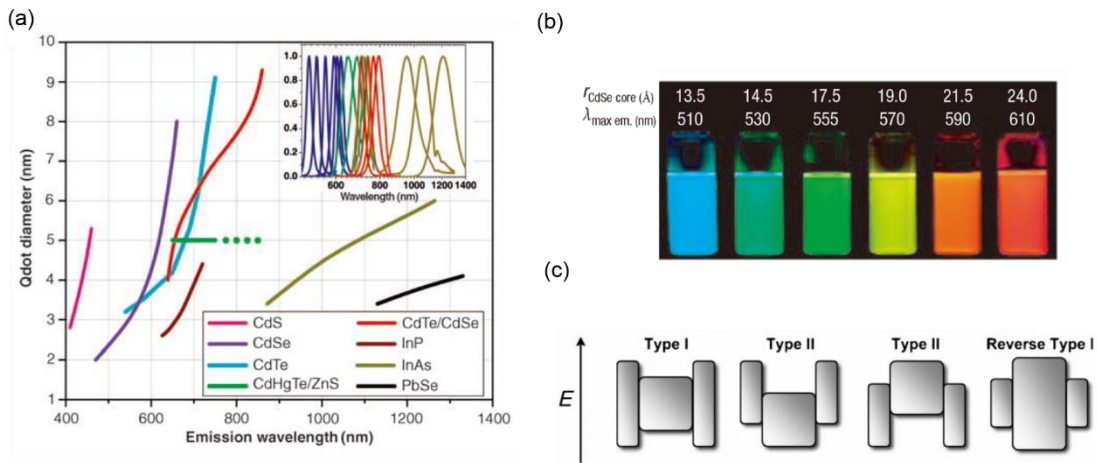 (a)
10
9
8
7
6
5
4
3
2
1
Qdot diameter (nm)
400 600 800 1000 1200 1400
Emission wavelength (nm)
1.0
0.8
0.6
0.4
0.2
0.0
600 800 1000 1200 1400
Wavelength (nm)
CdS
CdSe
CdTe
CdHgTe/ZnS
CdTe/CdSe
InP
InAs
PbSe
(b)
rCdSe core (Å) 13.5 14.5 17.5 19.0 21.5 24.0
λmax em. (nm) 510 530 555 570 590 610
(c)
E
Type I Type II Type II Reverse Type I